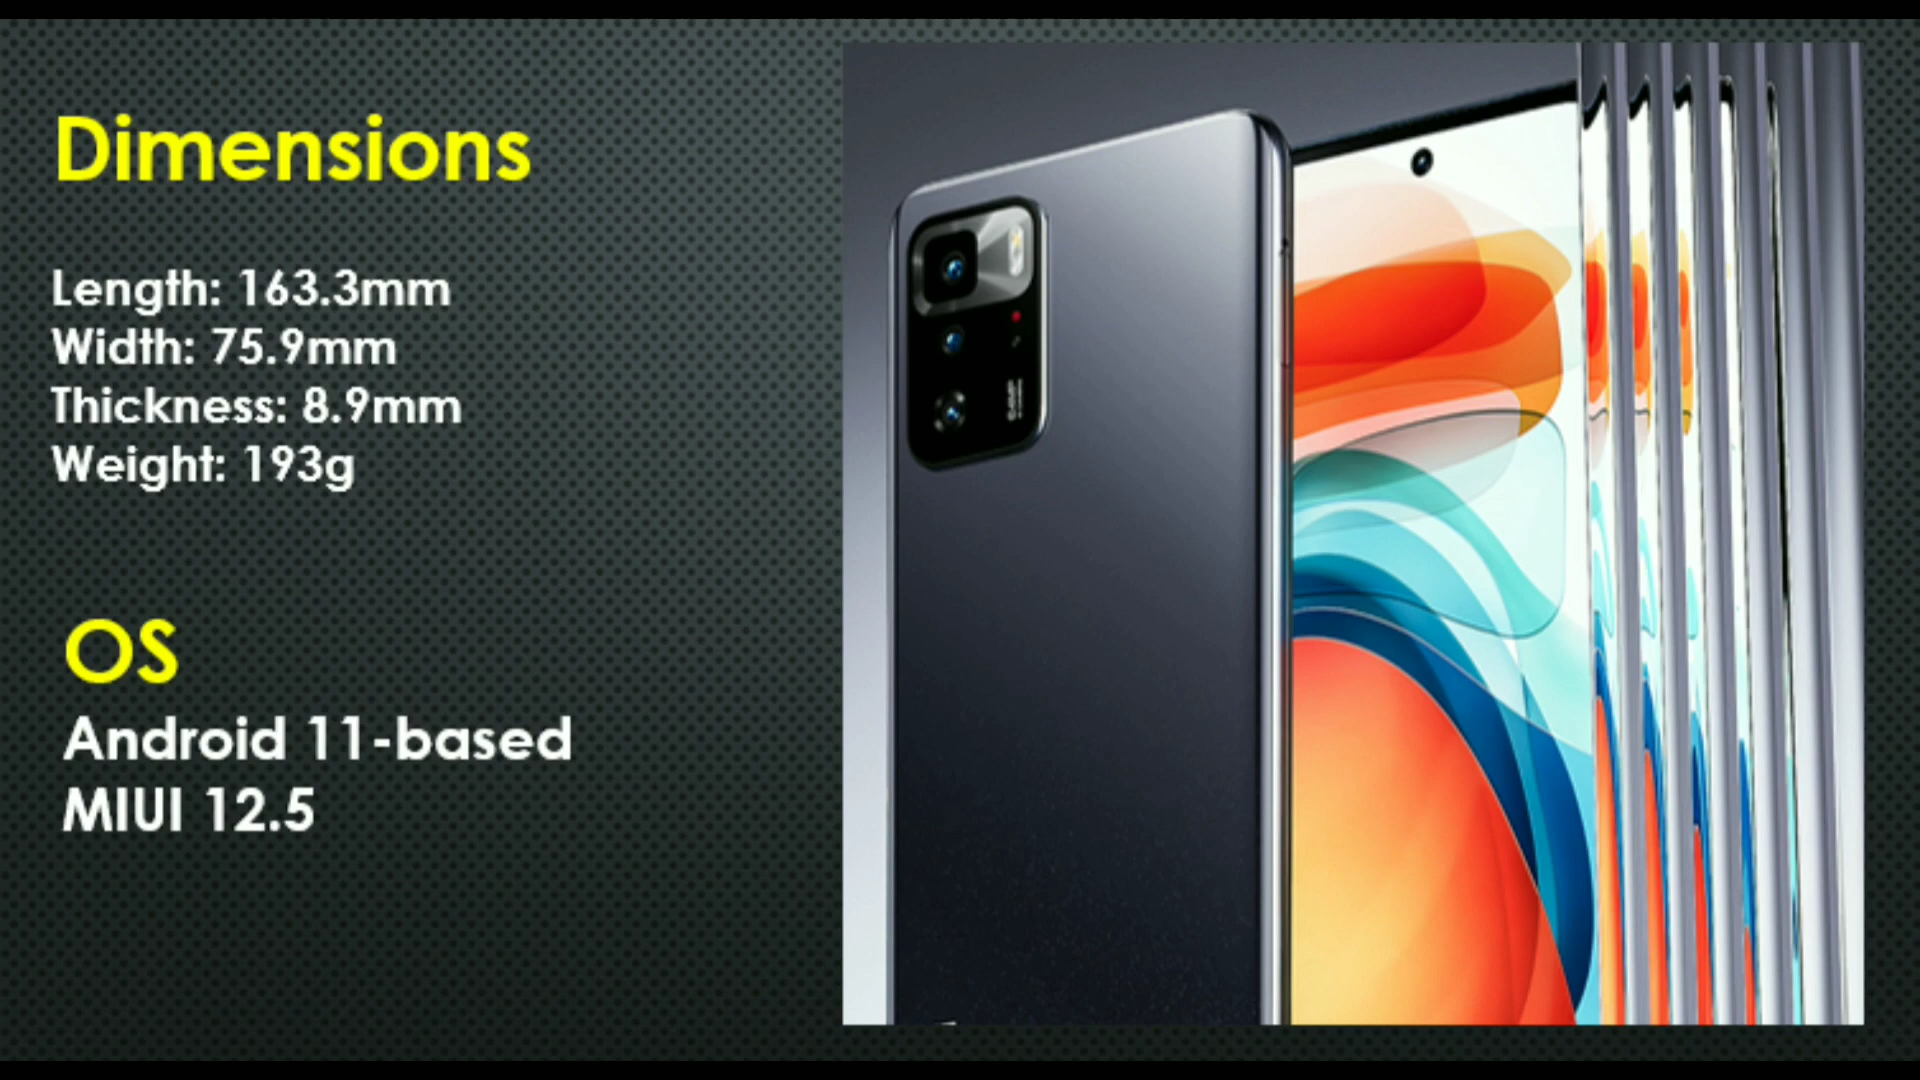 Dimensions
Length: 163.3mm
Width: 75.9mm
Thickness: 8.9mm
Weight: 193g
OS
Android 11-based
MIUI 12.5